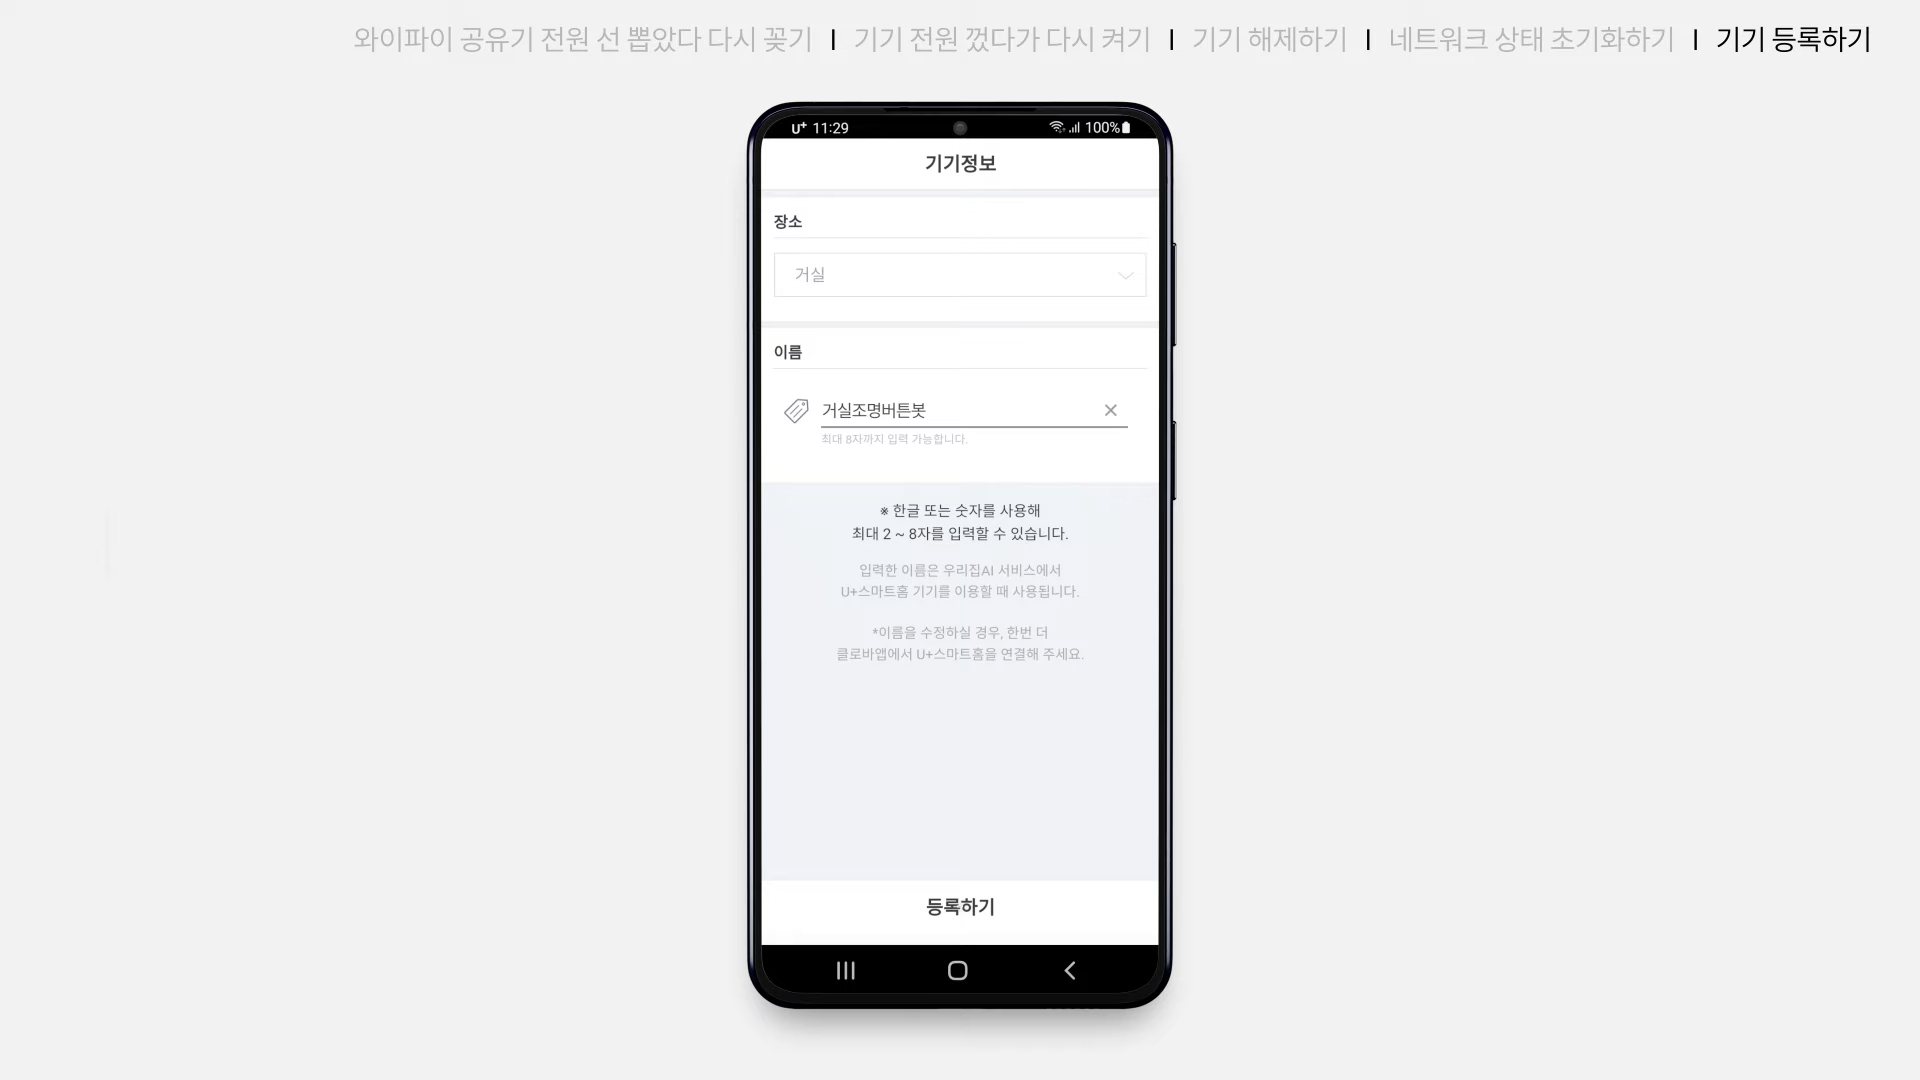 와이파이 공유기 전원 선 뽑았다 다시 꽂기 | 기기 전원 껐다가 다시 켜기 | 기기 해제하기 | 네트워크 상태 초기화하기 | 기기 등록하기
U+ 11:29 100%
기기정보
장소
거실
이름
거실조명버튼봇
최대 8자까지 입력 가능합니다.
※ 한글 또는 숫자를 사용해
최대 2 ~ 8자를 입력할 수 있습니다.
입력한 이름은 우리집AI 서비스에서
U+스마트홈 기기를 이용할 때 사용됩니다.
*이름을 수정하실 경우, 한번 더
클로바앱에서 U+스마트홈을 연결해 주세요.
등록하기